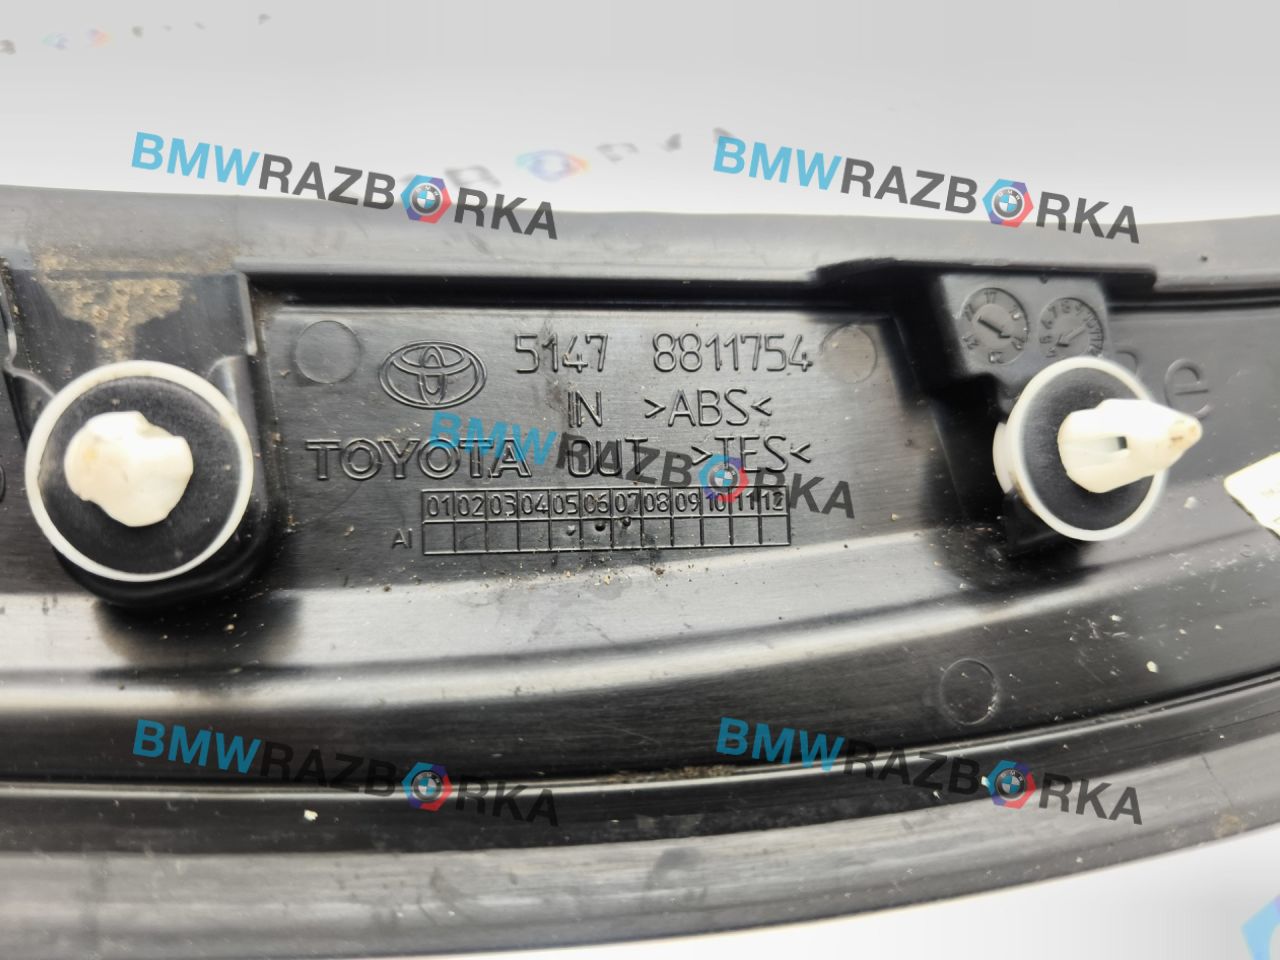 BMWRAZBORKA
BMWRAZBORKA
5147 8811754
IN >ABS<
TOYOTA OUT >TES<
BMWRAZBORKA
01 02 03 04 05 06 07 08 09 10 11 12
AI
BMWRAZBORKA
BMWRAZBORKA